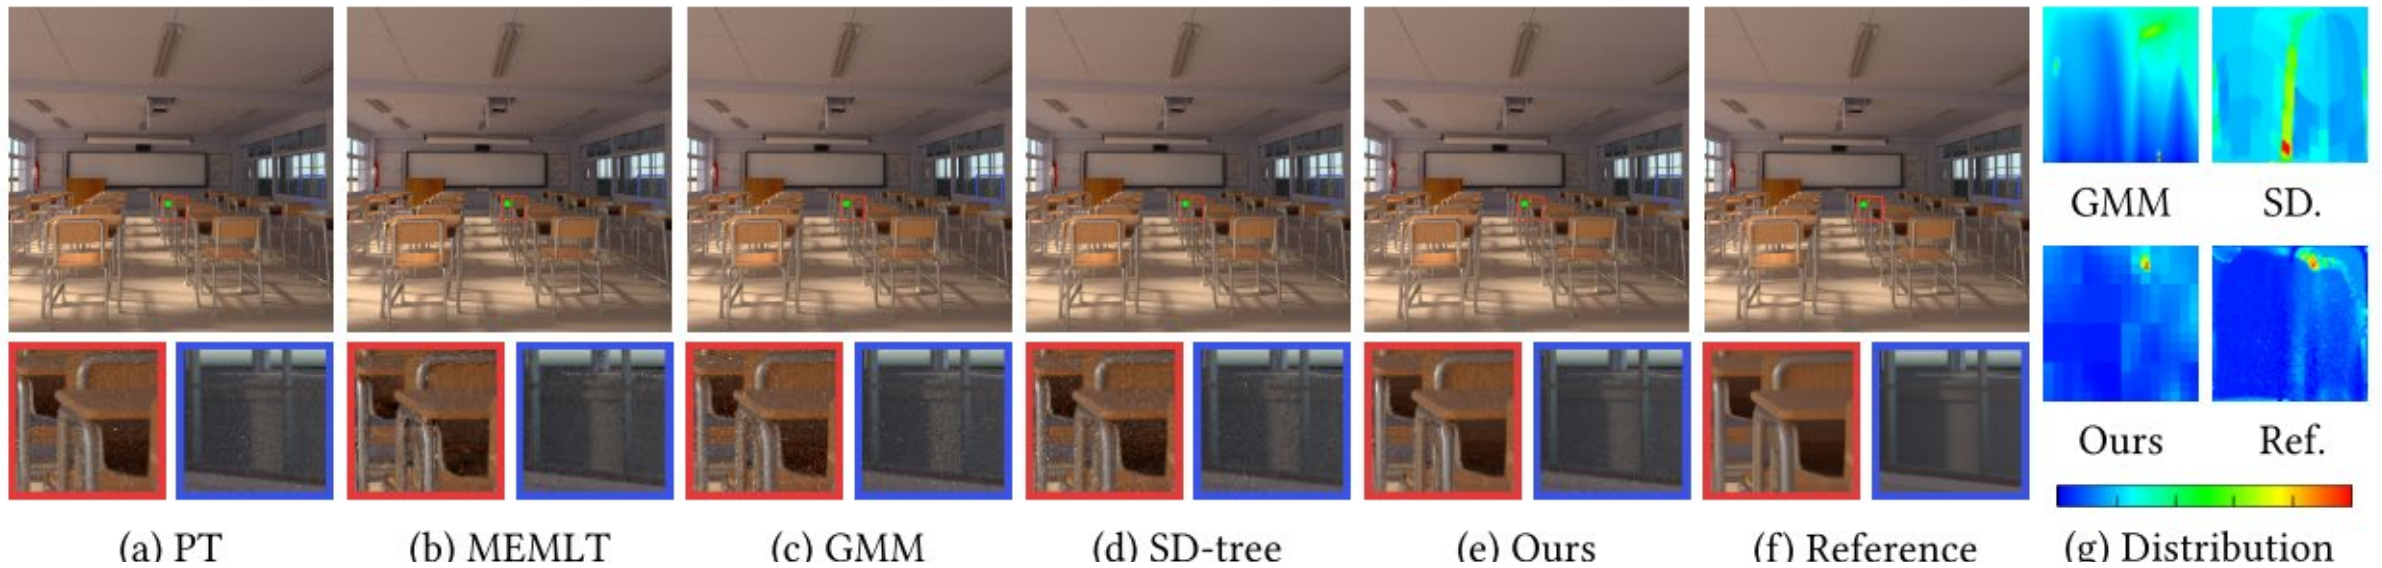 GMM SD.
Ours Ref.
(a) PT (b) MEMLT (c) GMM (d) SD-tree (e) Ours (f) Reference (g) Distribution